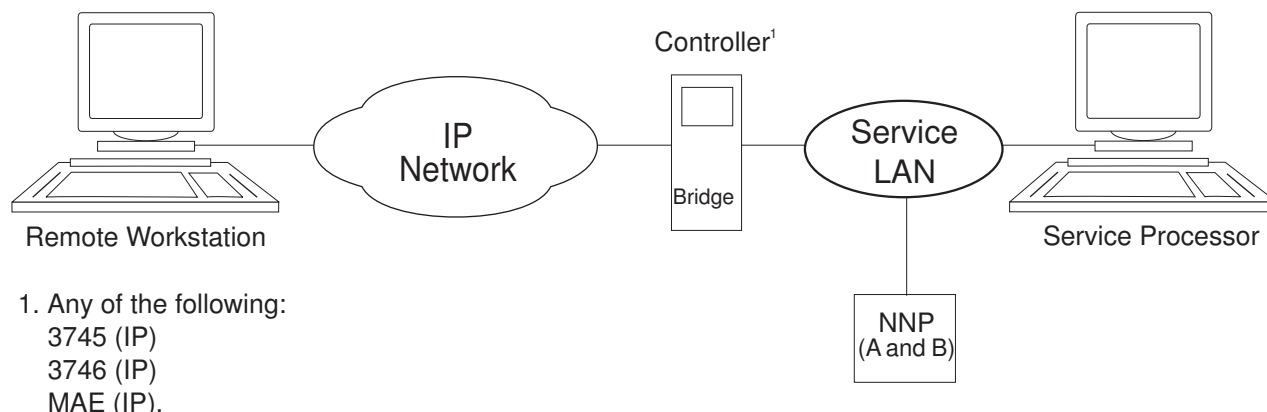 Controller¹
IP
Network
Bridge
Service
LAN
Remote Workstation
Service Processor
NNP
(A and B)
1. Any of the following:
3745 (IP)
3746 (IP)
MAE (IP).